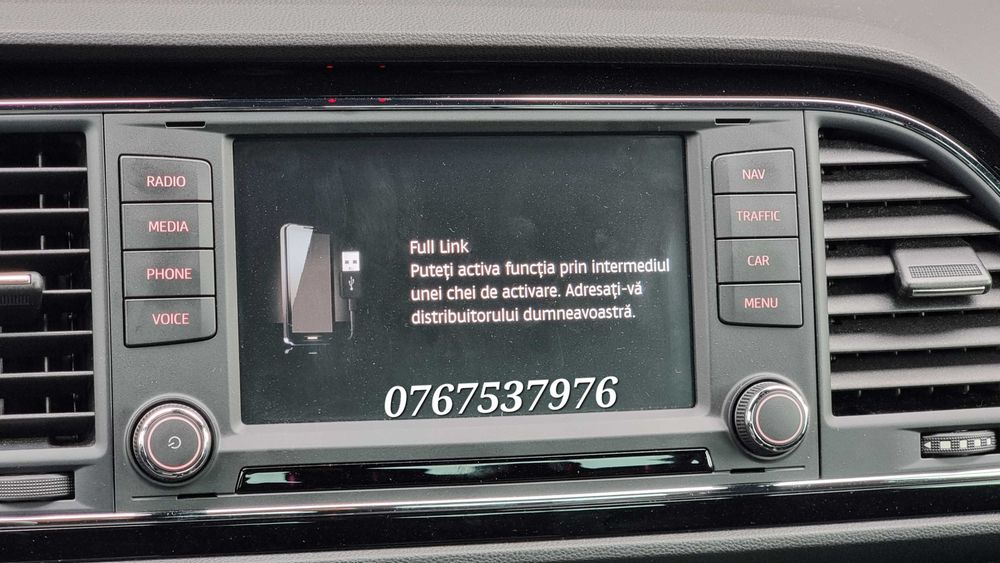 RADIO
MEDIA
PHONE
VOICE
Full Link
Puteți activa funcția prin intermediul
unei chei de activare. Adresați-vă
distribuitorului dumneavoastră.
0767537976
NAV
TRAFFIC
CAR
MENU